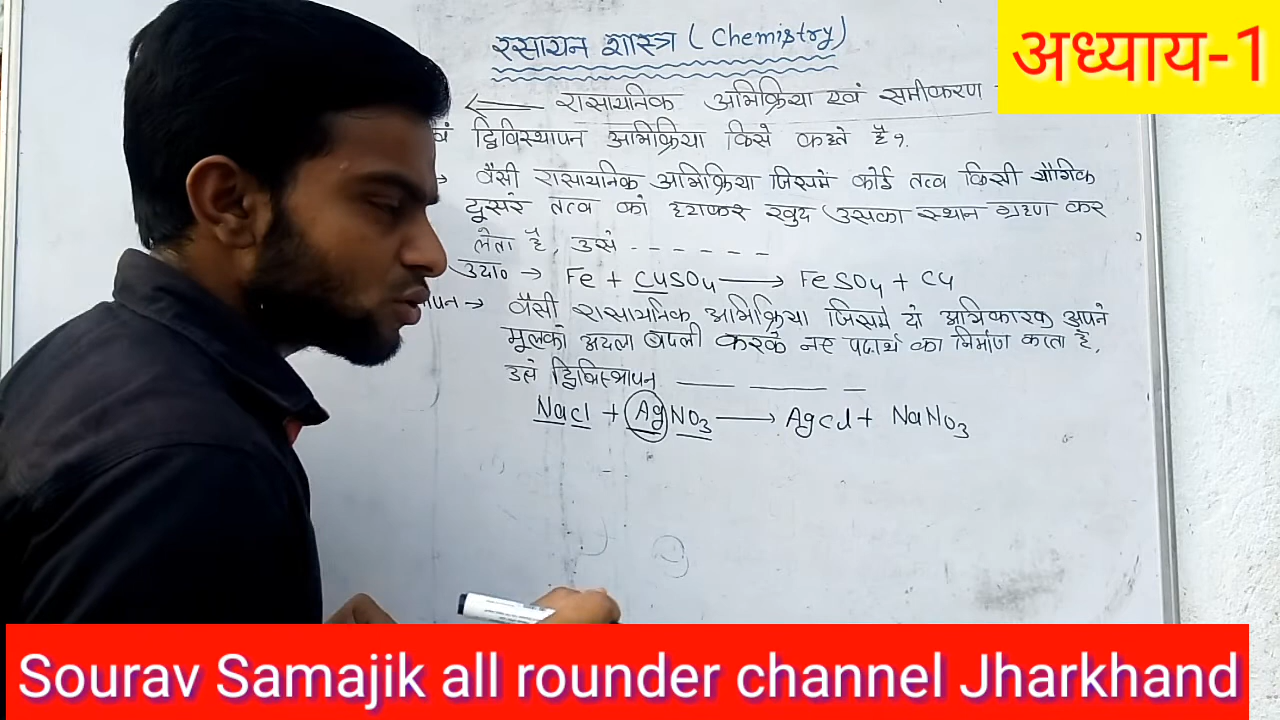 रसायन शास्त्र ( Chemistry )
अध्याय-1
रासायनिक अभिक्रिया एवं समीकरण
वं द्विविस्थापन अभिक्रिया किसे कहते है?
→ वैसी रासायनिक अभिक्रिया जिसमें कोई तत्व किसी यौगिक
दूसरे तत्व को हटाकर खुद उसका स्थान ग्रहण कर
लेता है, उसे - - - - - -
उदा० → Fe + CuSO4 → FeSO4 + Cu
पन → वैसी रासायनिक अभिक्रिया जिसमें दो अभिकारक अपने
मूलको अदला बदली करके नए पदार्थ का निर्माण करता है,
उसे द्विविस्थापन — — —
Nacl + AgNO3 → Agcl + NaNO3
Sourav Samajik all rounder channel Jharkhand